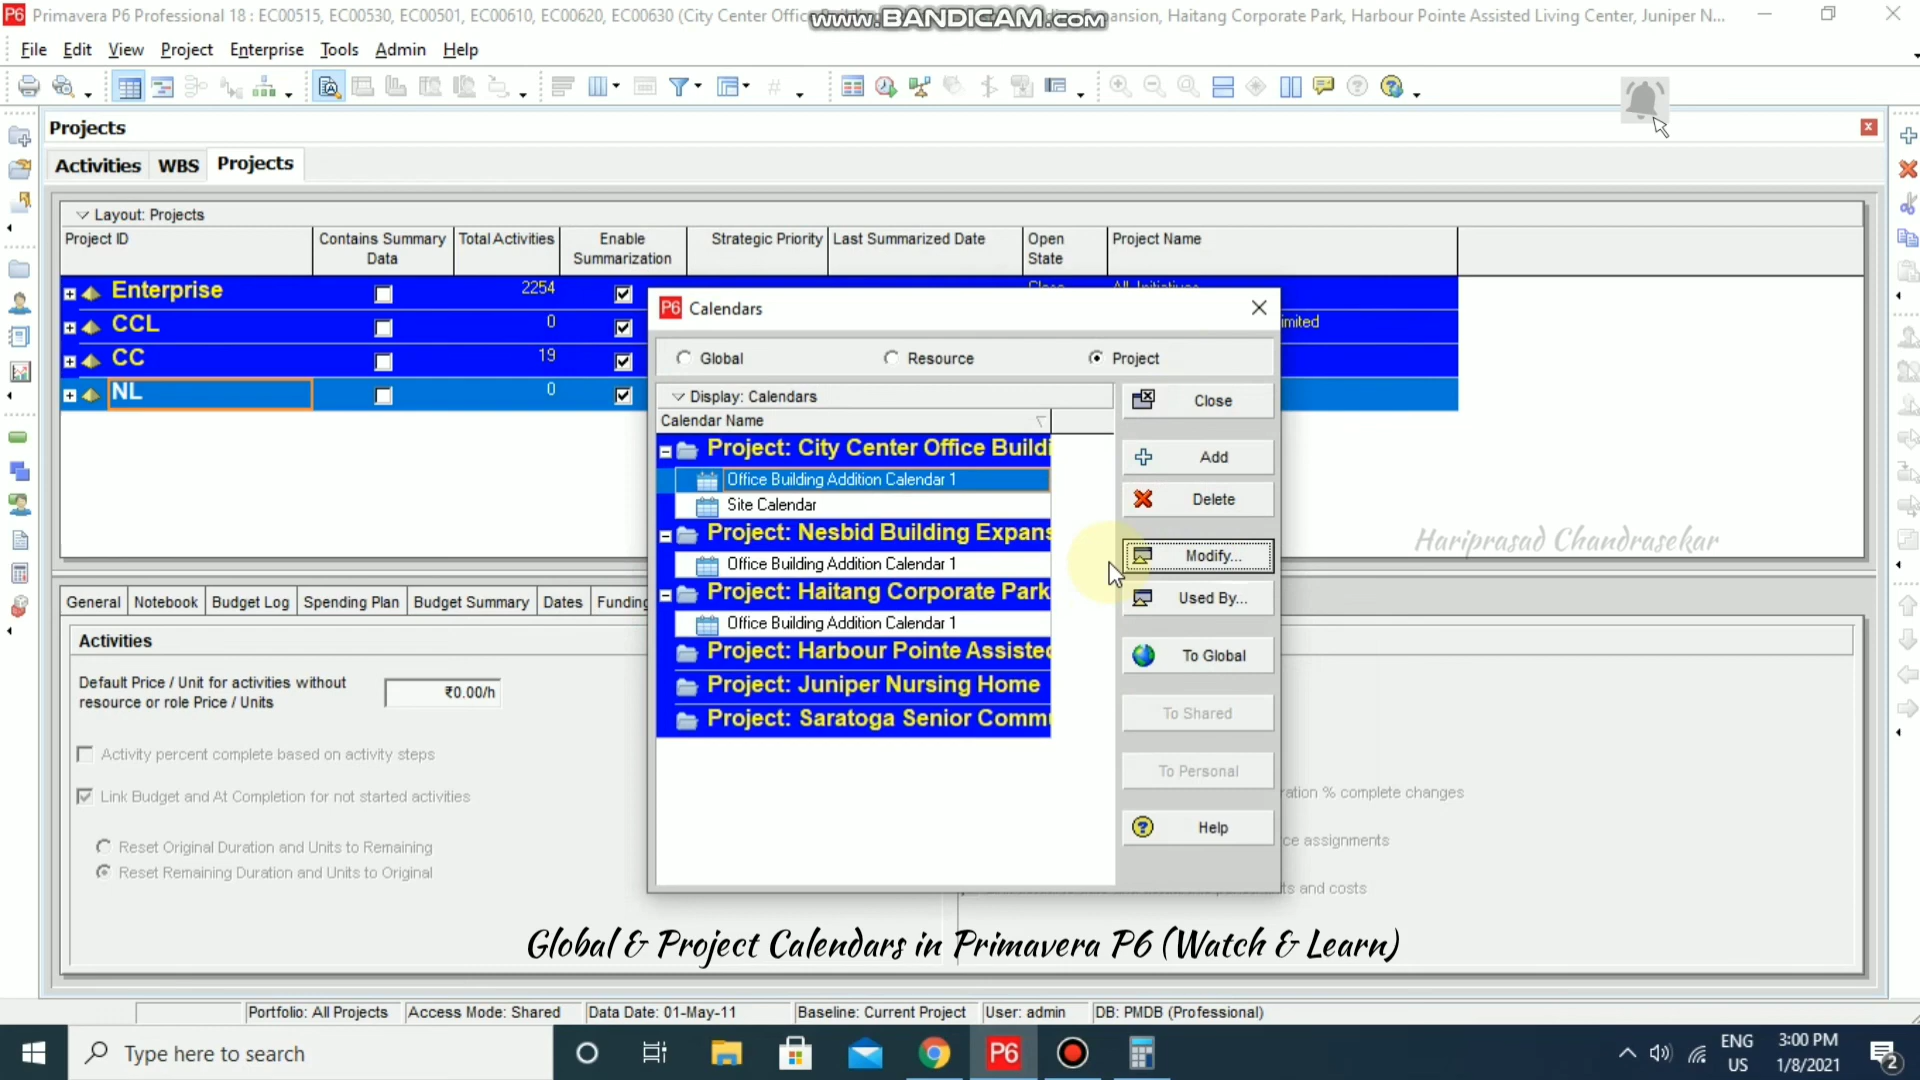 Primavera P6 Professional 18 : EC00515, EC00530, EC00501, EC00610, EC00620, EC00630 (City Center Office Expansion, Haitang Corporate Park, Harbour Pointe Assisted Living Center, Juniper N...
www.BANDICAM.com
File Edit View Project Enterprise Tools Admin Help
Projects
Activities WBS Projects
Layout: Projects
Project ID Contains Summary Data Total Activities Enable Summarization Strategic Priority Last Summarized Date Open State Project Name
Enterprise 2254
CCL 0
CC 19
NL 0
P6 Calendars
Global Resource Project
Display: Calendars
Calendar Name
Project: City Center Office Buildi
Office Building Addition Calendar 1
Site Calendar
Project: Nesbid Building Expans
Office Building Addition Calendar 1
Project: Haitang Corporate Park
Office Building Addition Calendar 1
Project: Harbour Pointe Assisted
Project: Juniper Nursing Home
Project: Saratoga Senior Commu
Close
Add
Delete
Modify...
Used By...
To Global
To Shared
To Personal
Help
Hariprasad Chandrasekar
General Notebook Budget Log Spending Plan Budget Summary Dates Funding
Activities
Default Price / Unit for activities without
resource or role Price / Units
₹0.00/h
Activity percent complete based on activity steps
Link Budget and At Completion for not started activities
Reset Original Duration and Units to Remaining
Reset Remaining Duration and Units to Original
ration % complete changes
ce assignments
ts and costs
Global & Project Calendars in Primavera P6 (Watch & Learn)
Portfolio: All Projects Access Mode: Shared Data Date: 01-May-11 Baseline: Current Project User: admin DB: PMDB (Professional)
Type here to search
P6
ENG
US
3:00 PM
1/8/2021
2